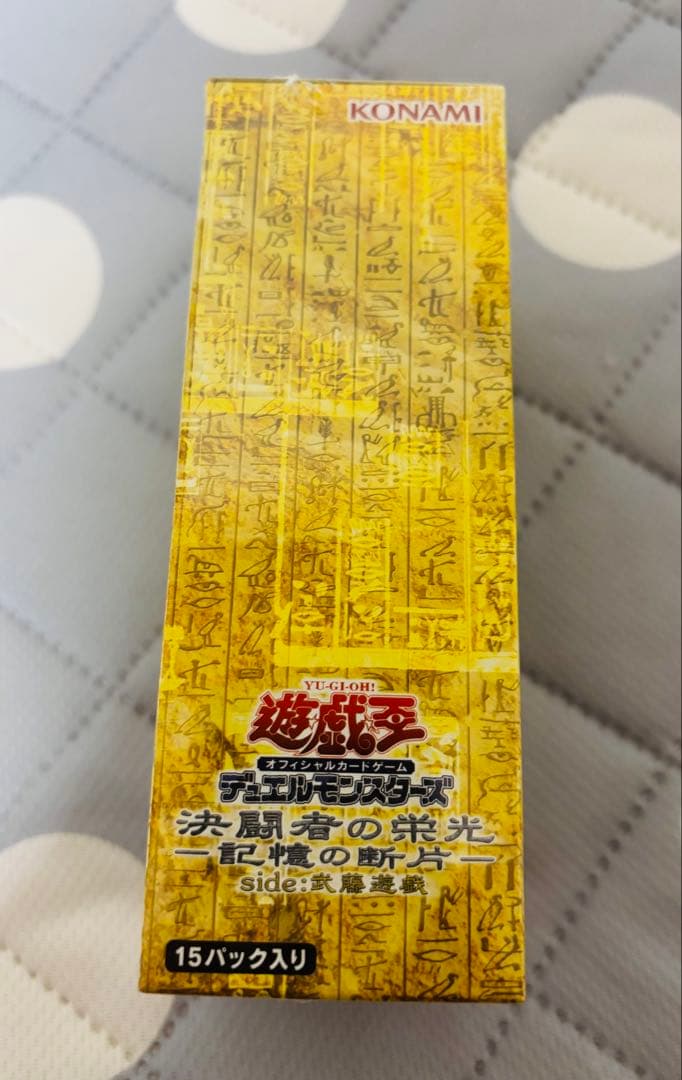 KONAMI
YU-GI-OH!
遊戯王
オフィシャルカードゲーム
デュエルモンスターズ
決闘者の栄光
―記憶の断片―
side:武藤遊戯
15パック入り